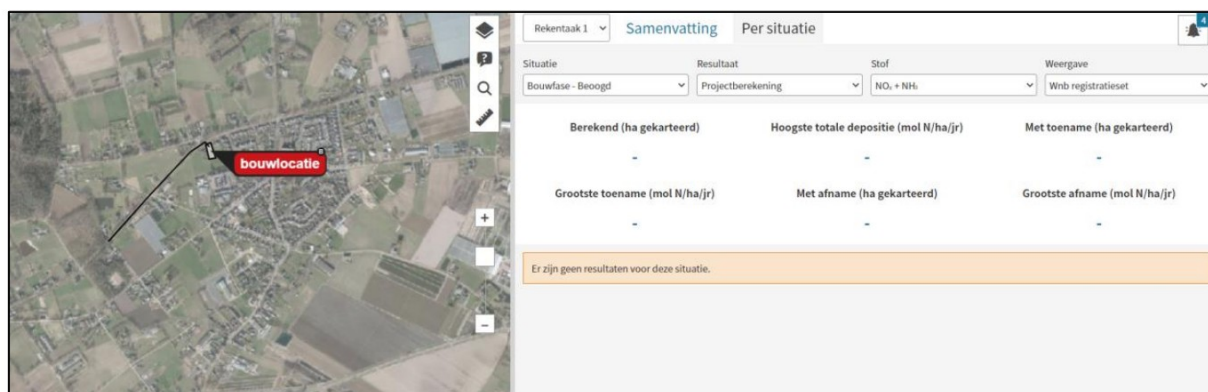 Rekentaak 1 Samenvatting Per situatie 4
Situatie Resultaat Stof Weergave
Bouwfase - Beoogd Projectberekening NOₓ + NH₃ Wnb registratieset
bouwlocatie
Berekend (ha gekarteerd) Hoogste totale depositie (mol N/ha/jr) Met toename (ha gekarteerd)
- - -
Grootste toename (mol N/ha/jr) Met afname (ha gekarteerd) Grootste afname (mol N/ha/jr)
- - -
Er zijn geen resultaten voor deze situatie.